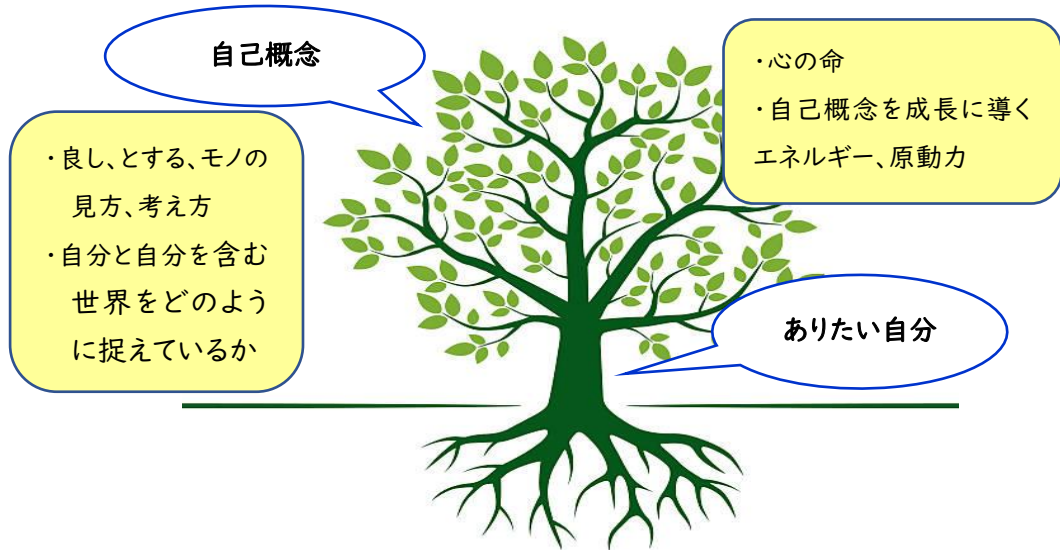 自己概念
・良し、とする、モノの
見方、考え方
・自分と自分を含む
世界をどのよう
に捉えているか
・心の命
・自己概念を成長に導く
エネルギー、原動力
ありたい自分